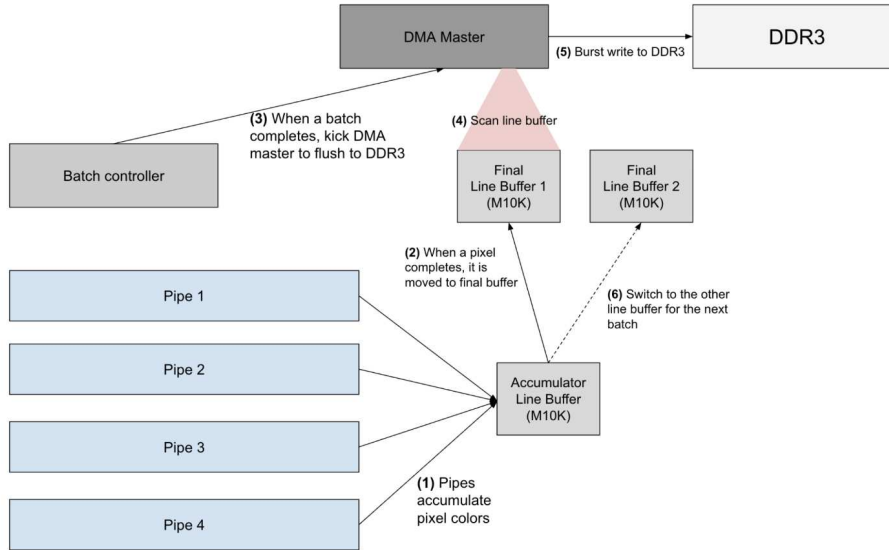 DMA Master
DDR3
(5) Burst write to DDR3
(3) When a batch
completes, kick DMA
master to flush to DDR3
(4) Scan line buffer
Batch controller
Final
Line Buffer 1
(M10K)
Final
Line Buffer 2
(M10K)
(2) When a pixel
completes, it is
moved to final buffer
(6) Switch to the other
line buffer for the next
batch
Pipe 1
Pipe 2
Pipe 3
Pipe 4
Accumulator
Line Buffer
(M10K)
(1) Pipes
accumulate
pixel colors